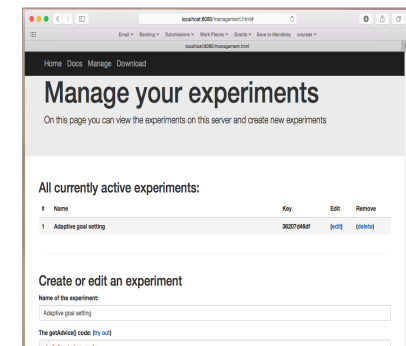 localhost:8080/management.html#
Email Banking Submissions Work Places Grants Save to Mendeley courses
localhost:8080/management.html
Home Docs Manage Download
Manage your experiments
On this page you can view the experiments on this server and create new experiments
All currently active experiments:
# Name Key Edit Remove
1 Adaptive goal setting 36207d46df (edit) (delete)
Create or edit an experiment
Name of the experiment:
Adaptive goal setting
The getAdvice() code: (try out)